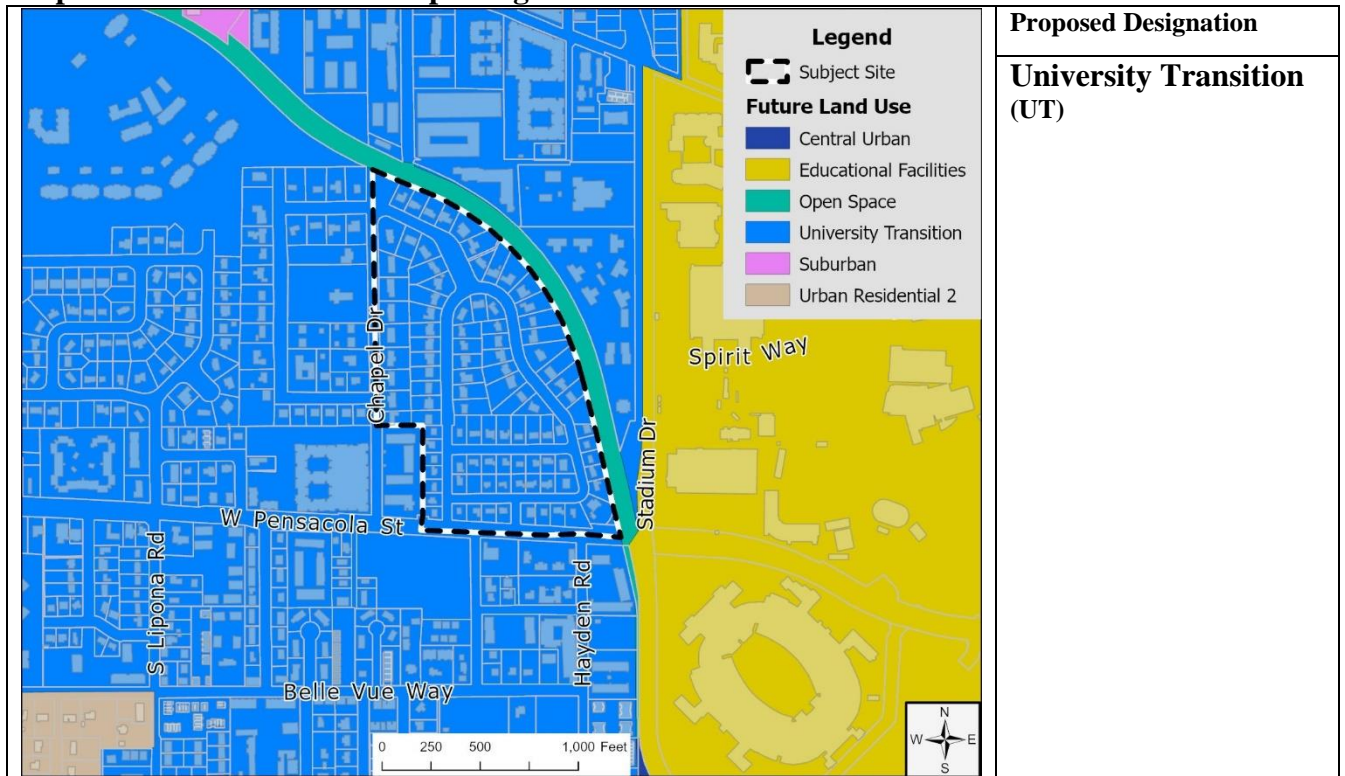 Legend
Subject Site
Future Land Use
Central Urban
Educational Facilities
Open Space
University Transition
Suburban
Urban Residential 2
Chapel Dr
Spirit Way
Stadium Dr
W Pensacola St
S Lipona Rd
Hayden Rd
Belle Vue Way
0 250 500 1,000 Feet
N
W E
S
Proposed Designation
University Transition
(UT)